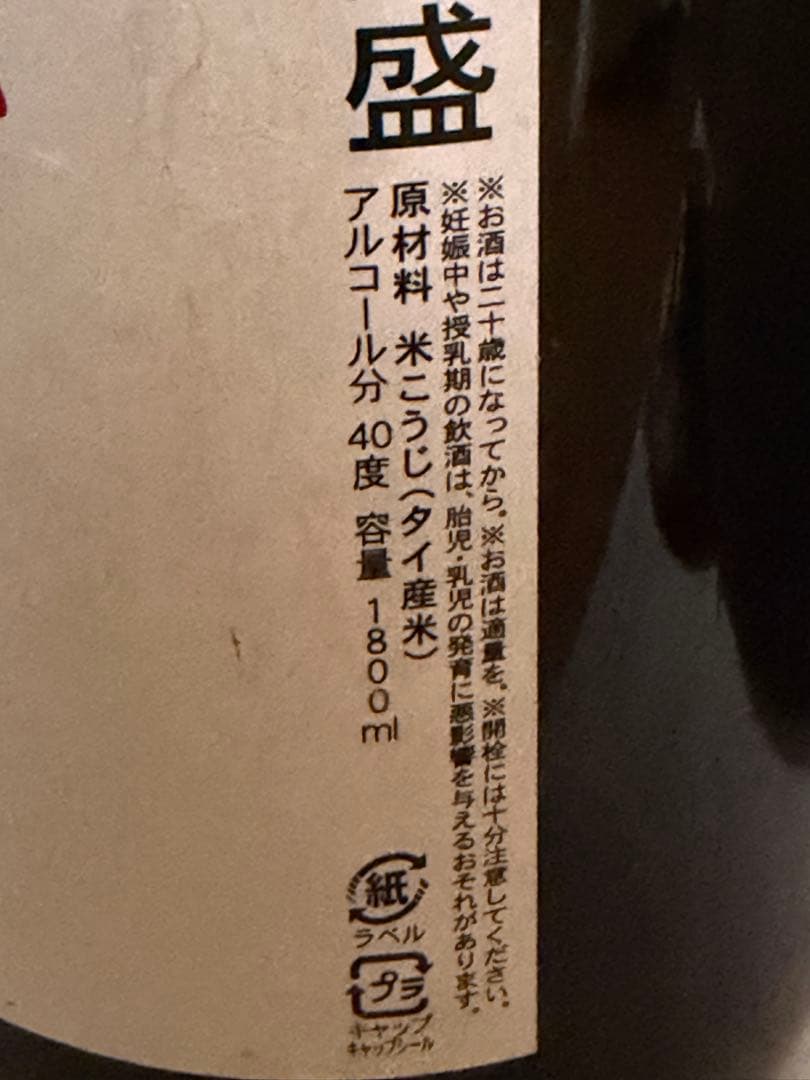 盛
※お酒は二十歳になってから。※お酒は適量を。※開栓には十分注意してください。
※妊娠中や授乳期の飲酒は、胎児・乳児の発育に悪影響を与えるおそれがあります。
原材料 米こうじ(タイ産米)
アルコール分 40度 容量 1800ml
紙
ラベル
プラ
キャップ
キャップシール